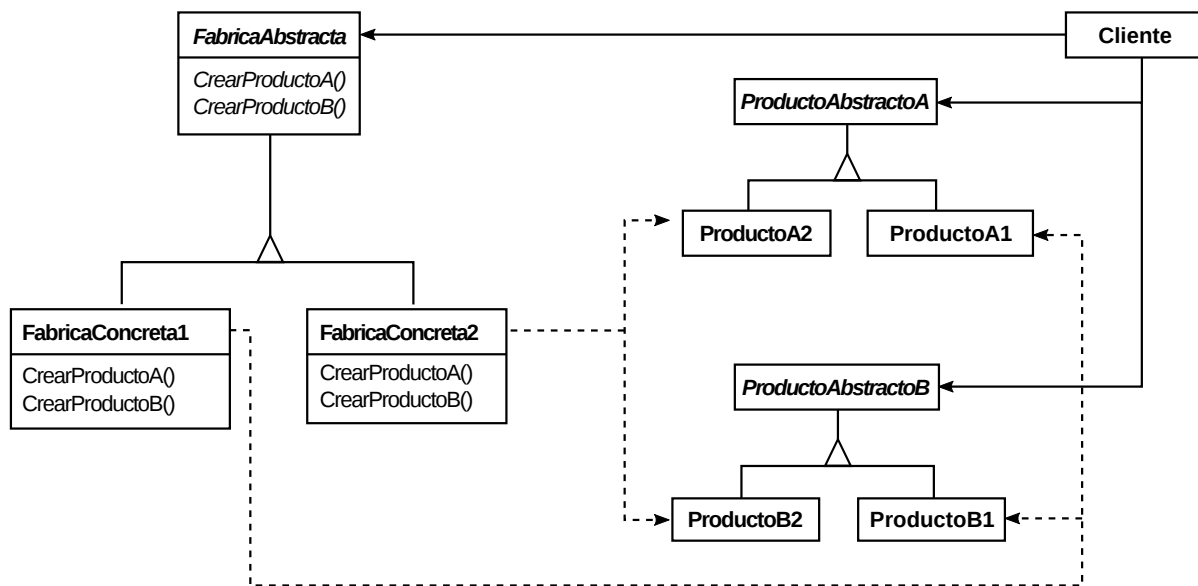 FabricaAbstracta
CrearProductoA()
CrearProductoB()
Cliente
ProductoAbstractoA
ProductoA2
ProductoA1
FabricaConcreta1
CrearProductoA()
CrearProductoB()
FabricaConcreta2
CrearProductoA()
CrearProductoB()
ProductoAbstractoB
ProductoB2
ProductoB1